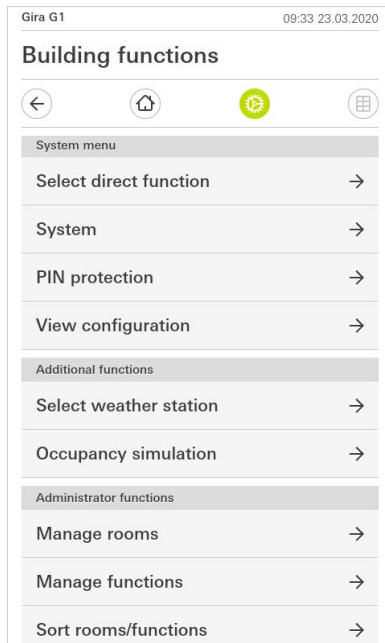 Gira G1 09:33 23.03.2020
Building functions
System menu
Select direct function
System
PIN protection
View configuration
Additional functions
Select weather station
Occupancy simulation
Administrator functions
Manage rooms
Manage functions
Sort rooms/functions